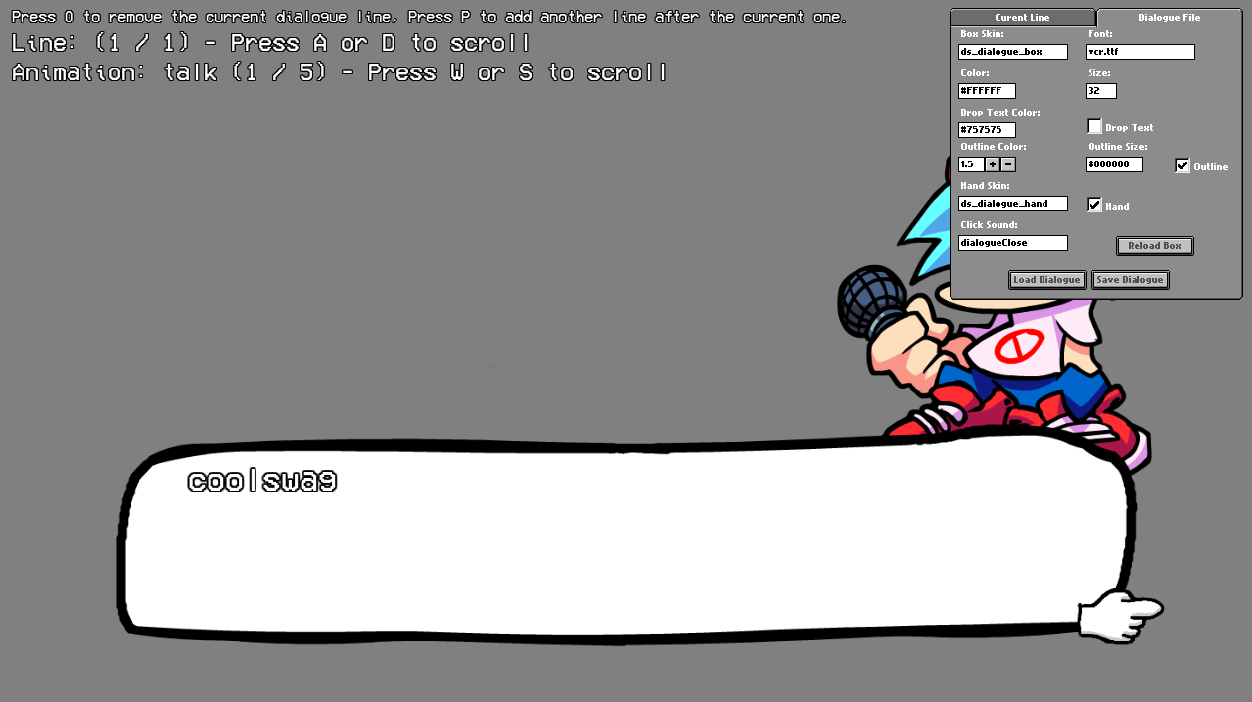 Press O to remove the current dialogue line, Press P to add another line after the current one.
Line: (1 / 1) - Press A or D to scroll
Animation: talk (1 / 5) - Press W or S to scroll
Curent Line
Dialogue File
Box Skin:
Font:
ds_dialogue_box
vcr.ttf
Color:
Size:
#FFFFFF
32
Drop Text Color:
#757575
Drop Text
Outline Color:
Outline Size:
1.5
+
-
#000000
Outline
Hand Skin:
ds_dialogue_hand
Hand
Click Sound:
dialogueClose
Reload Box
Load Dialogue
Save Dialogue
coolswag